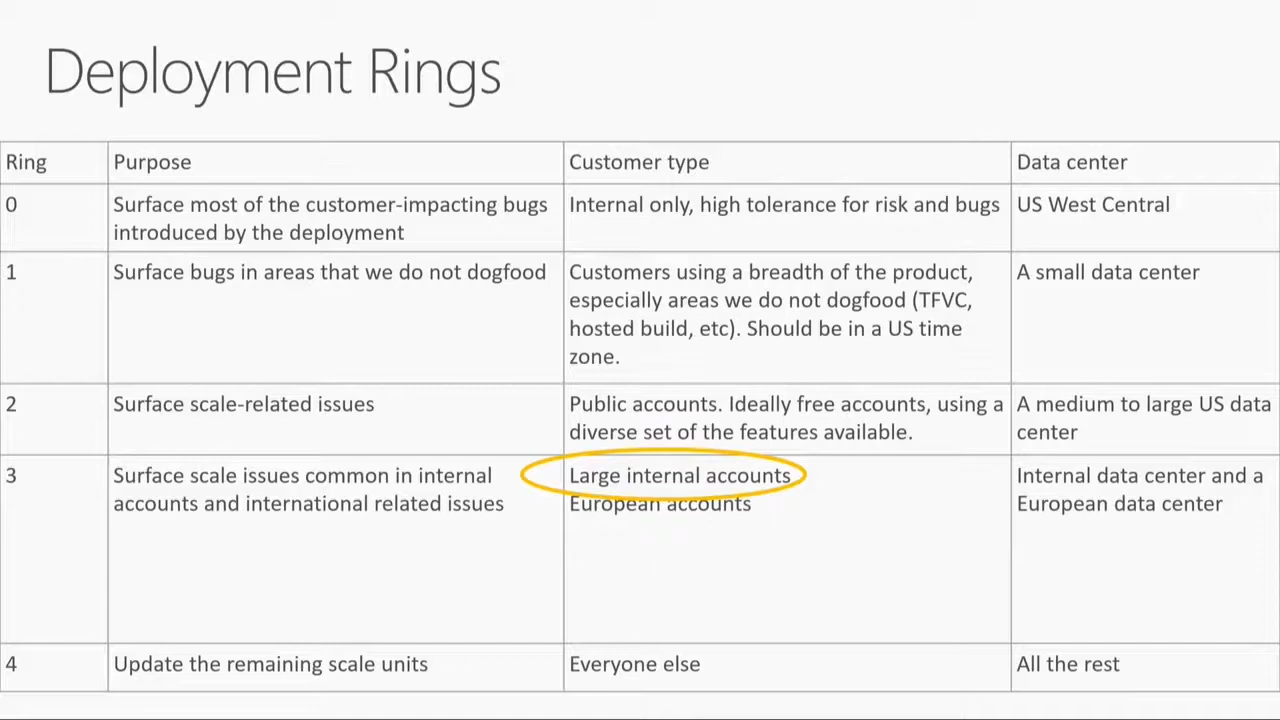 Deployment Rings
Ring Purpose Customer type Data center
0 Surface most of the customer-impacting bugs introduced by the deployment Internal only, high tolerance for risk and bugs US West Central
1 Surface bugs in areas that we do not dogfood Customers using a breadth of the product, especially areas we do not dogfood (TFVC, hosted build, etc). Should be in a US time zone. A small data center
2 Surface scale-related issues Public accounts. Ideally free accounts, using a diverse set of the features available. A medium to large US data center
3 Surface scale issues common in internal accounts and international related issues Large internal accounts European accounts Internal data center and a European data center
4 Update the remaining scale units Everyone else All the rest